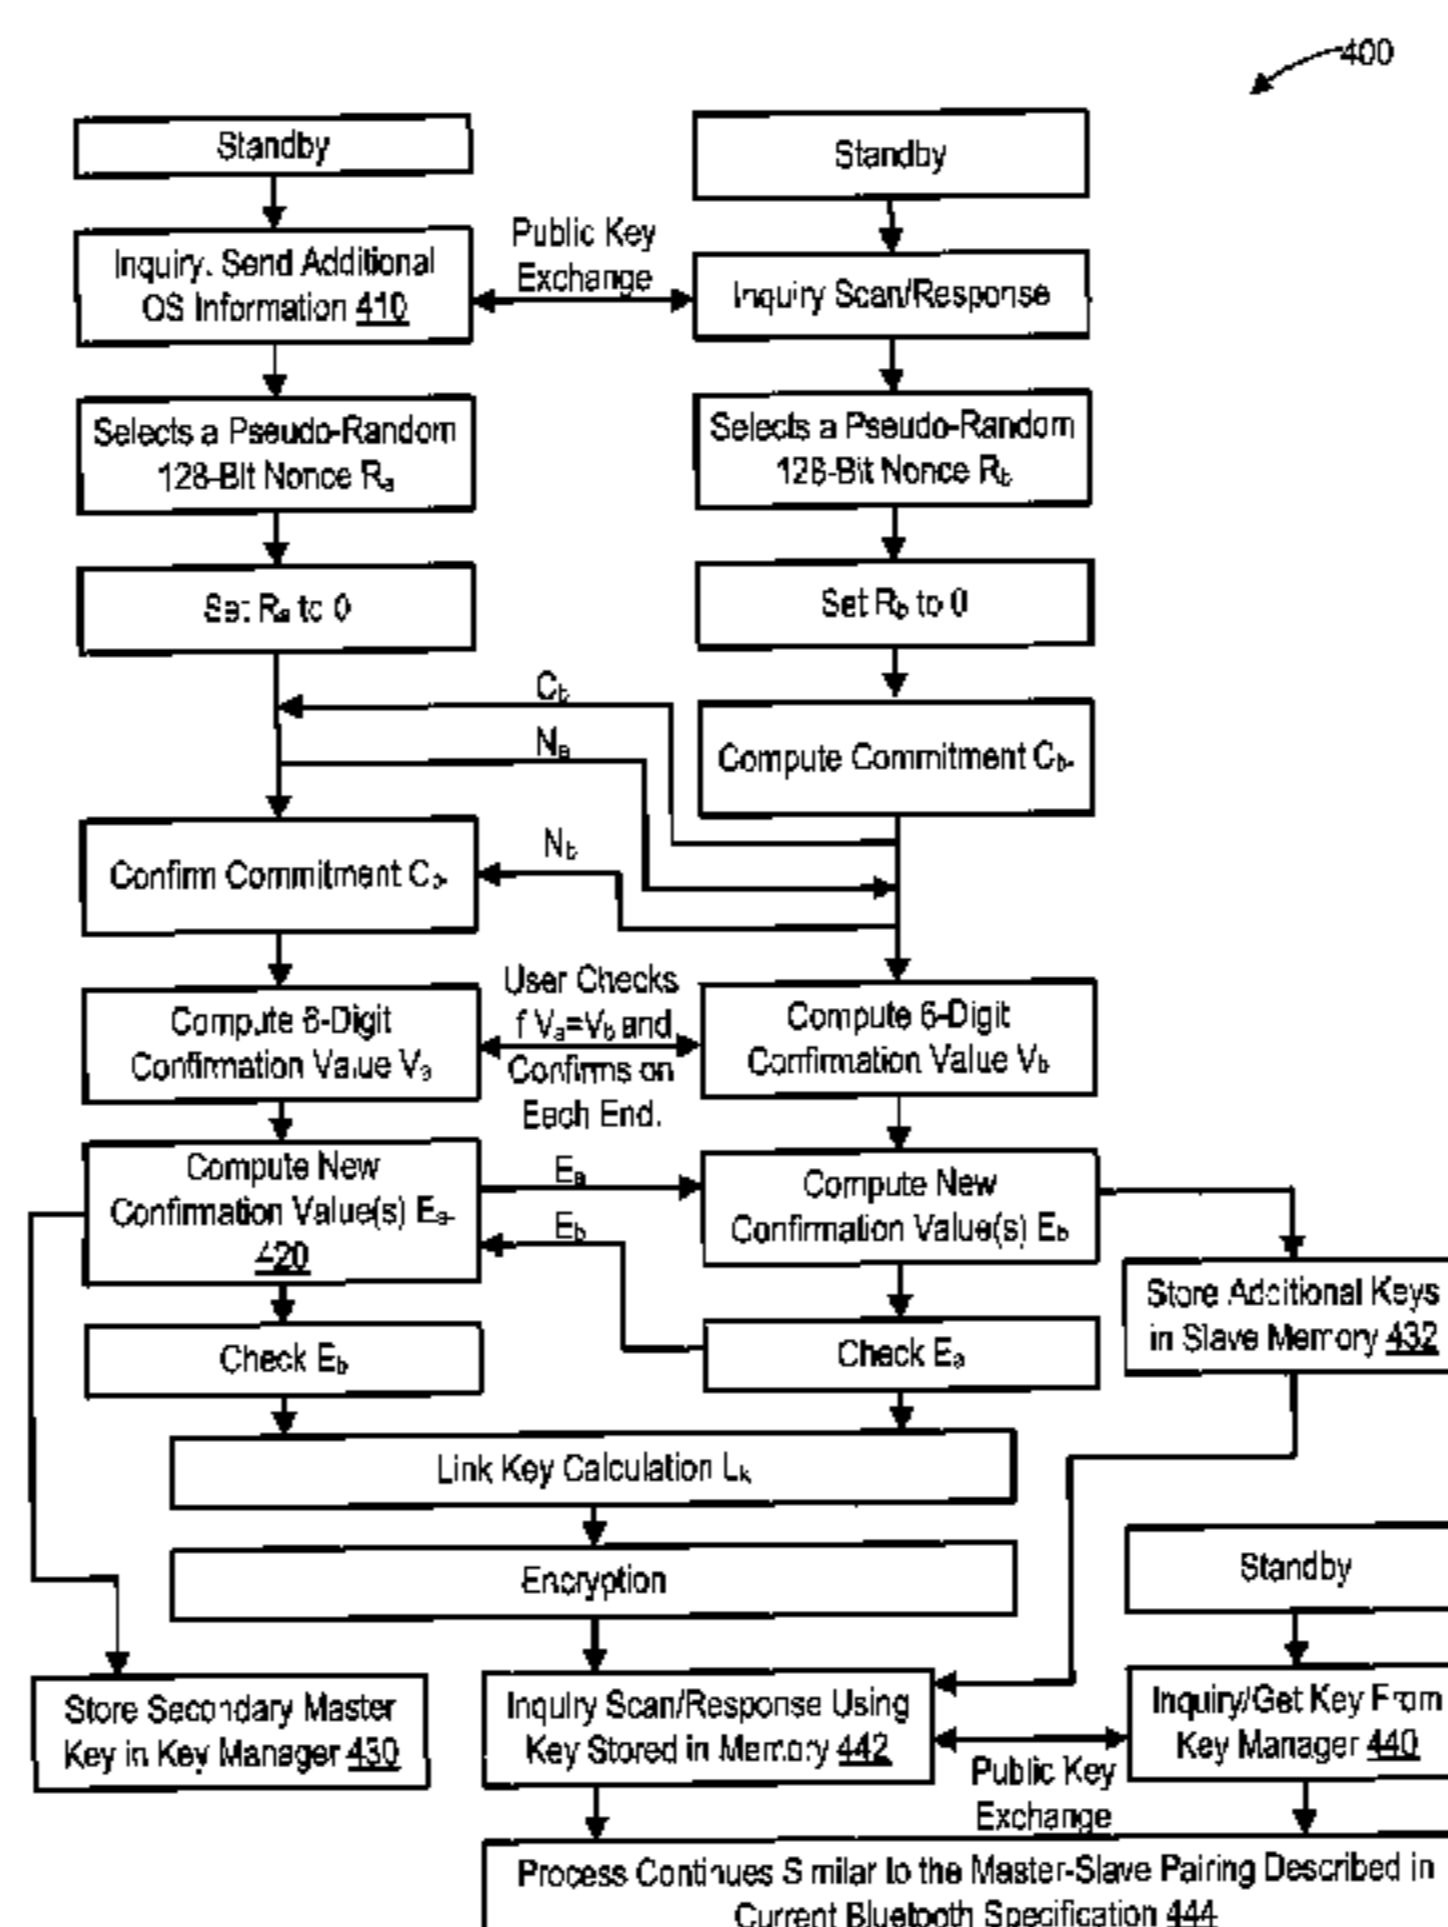 400
Standby
Standby
Inquiry. Send Additional
OS Information 410
Public Key
Exchange
Inquiry Scan/Response
Selects a Pseudo-Random
128-Bit Nonce Ra
Selects a Pseudo-Random
128-Bit Nonce Rb
Set Ra to 0
Set Rb to 0
Cb
Na
Compute Commitment Cb.
Nb
Confirm Commitment Cb.
Compute 6-Digit
Confirmation Value Va
User Checks
f Va=Vb and
Confirms on
Each End.
Compute 6-Digit
Confirmation Value Vb
Compute New
Confirmation Value(s) Ea.
420
Ea
Eb
Compute New
Confirmation Value(s) Eb
Store Additional Keys
in Slave Memory 432
Check Eb
Check Ea
Link Key Calculation Lk
Encryption
Standby
Store Secondary Master
Key in Key Manager 430
Inquiry Scan/Response Using
Key Stored in Memory 442
Public Key
Exchange
Inquiry/Get Key From
Key Manager 440
Process Continues Similar to the Master-Slave Pairing Described in
Current Bluetooth Specification 444